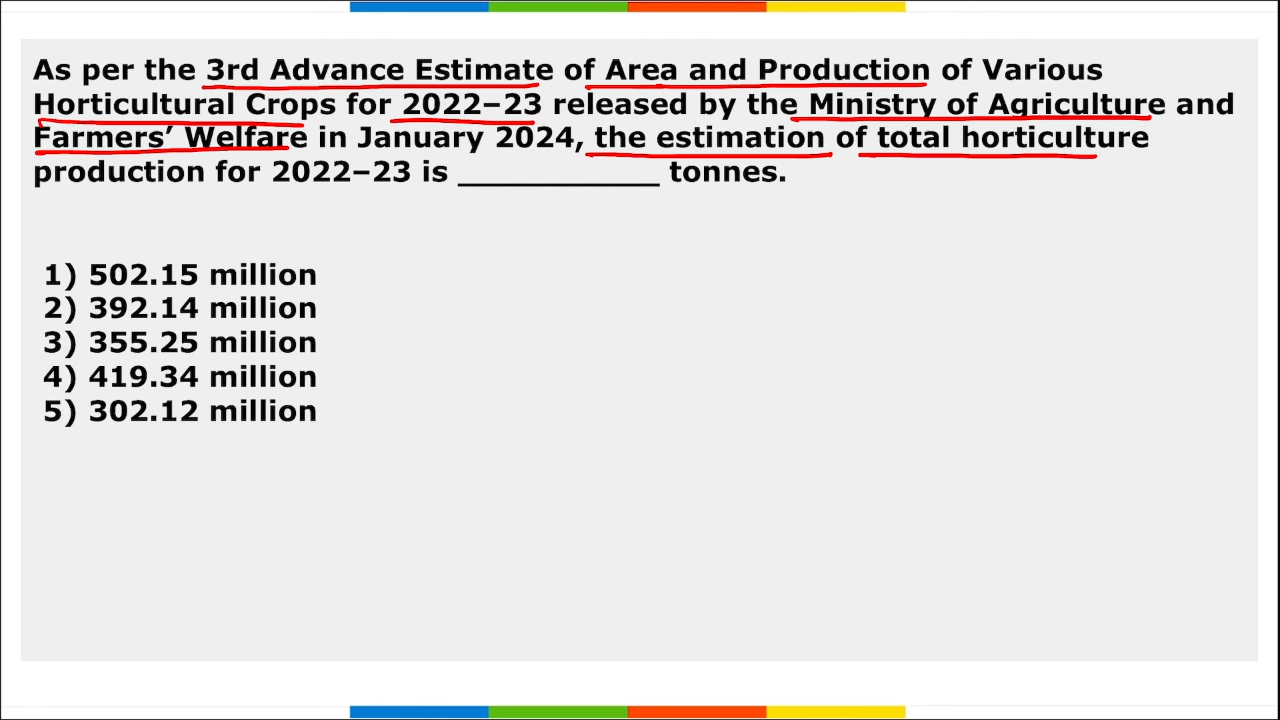 As per the 3rd Advance Estimate of Area and Production of Various
Horticultural Crops for 2022–23 released by the Ministry of Agriculture and
Farmers’ Welfare in January 2024, the estimation of total horticulture
production for 2022–23 is _____________ tonnes.
1) 502.15 million
2) 392.14 million
3) 355.25 million
4) 419.34 million
5) 302.12 million